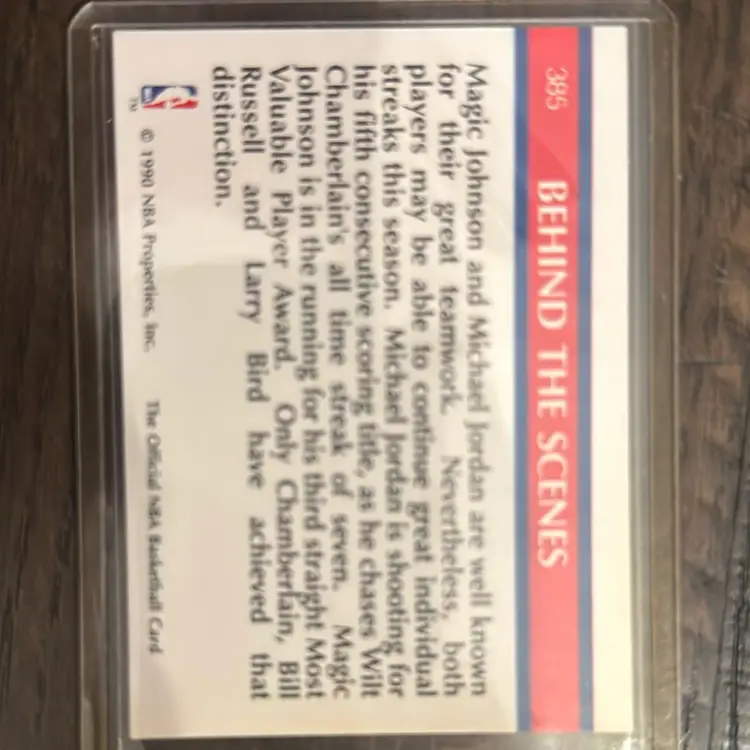 385 BEHIND THE SCENES
Magic Johnson and Michael Jordan are well known
for their great teamwork. Nevertheless, both
players may be able to continue great individual
streaks this season. Michael Jordan is shooting for
his fifth consecutive scoring title, as he chases Wilt
Chamberlain's all time streak of seven. Magic
Johnson is in the running for his third straight Most
Valuable Player Award. Only Chamberlain, Bill
Russell and Larry Bird have achieved that
distinction.
TM © 1990 NBA Properties, Inc. The Official NBA Basketball Card